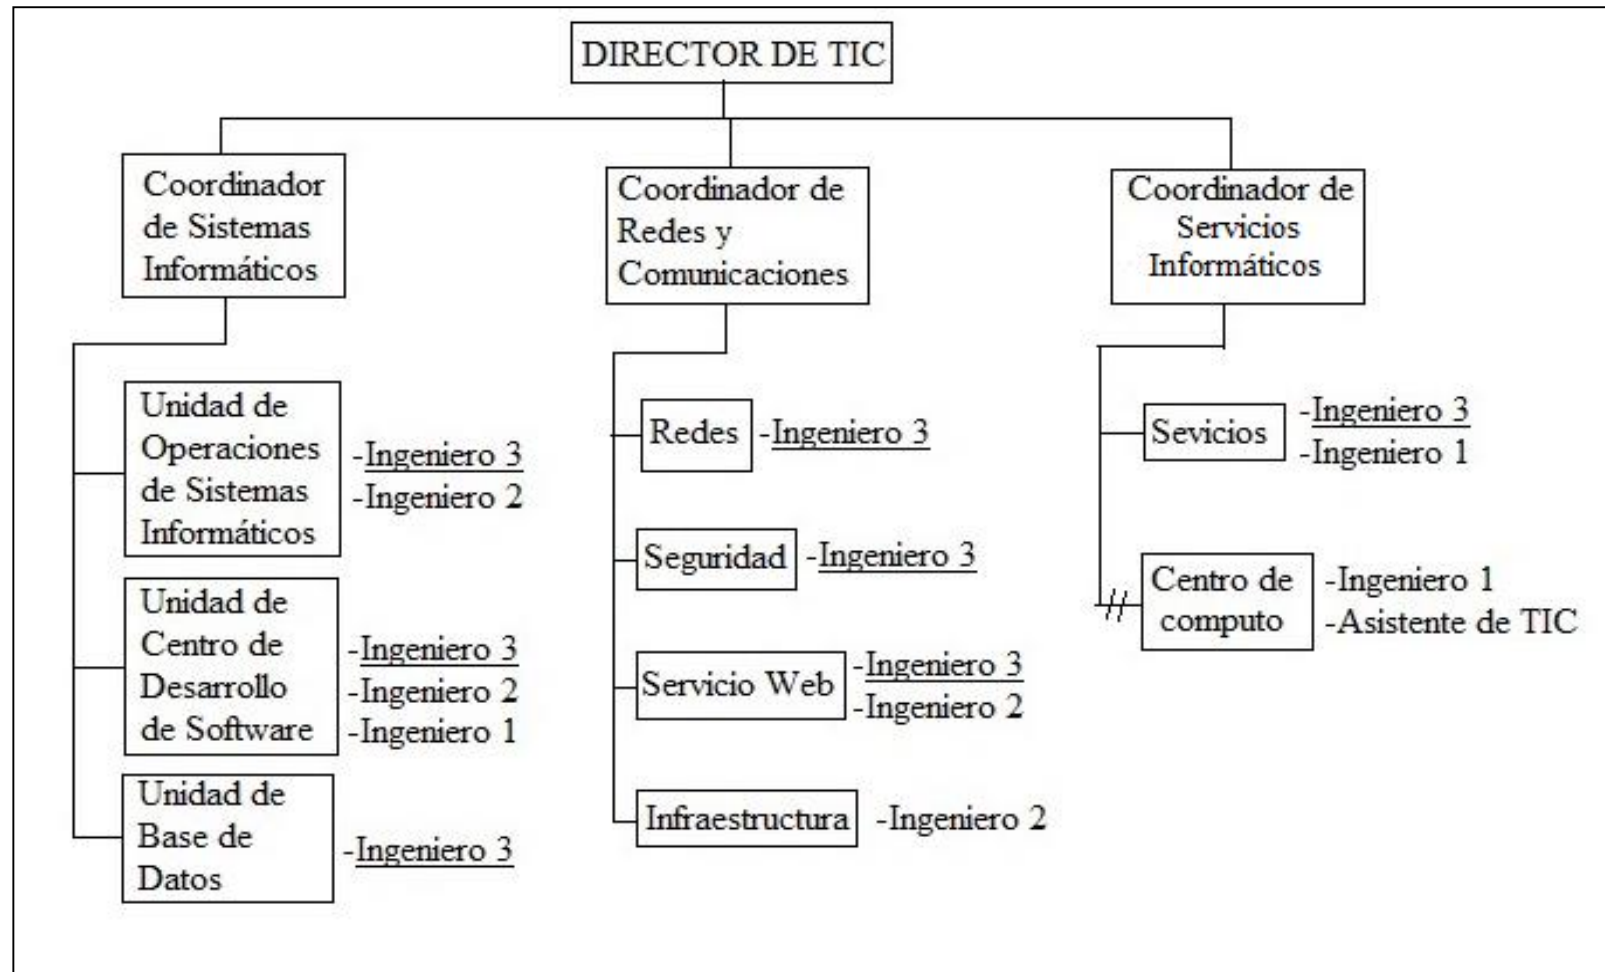 DIRECTOR DE TIC
Coordinador
de Sistemas
Informáticos
Coordinador de
Redes y
Comunicaciones
Coordinador de
Servicios
Informáticos
Unidad de
Operaciones
de Sistemas
Informáticos
-Ingeniero 3
-Ingeniero 2
Unidad de
Centro de
Desarrollo
de Software
-Ingeniero 3
-Ingeniero 2
-Ingeniero 1
Unidad de
Base de
Datos
-Ingeniero 3
Redes
-Ingeniero 3
Seguridad
-Ingeniero 3
Servicio Web
-Ingeniero 3
-Ingeniero 2
Infraestructura
-Ingeniero 2
Sevicios
-Ingeniero 3
-Ingeniero 1
Centro de
computo
-Ingeniero 1
-Asistente de TIC